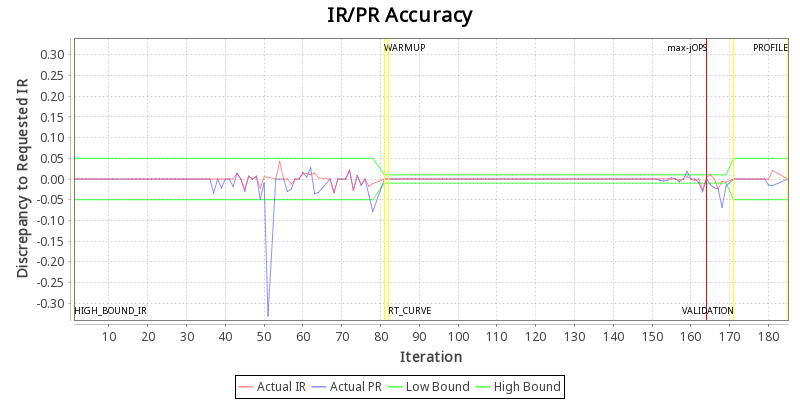 IR/PR Accuracy
Discrepancy to Requested IR
0.30
0.25
0.20
0.15
0.10
0.05
0.00
-0.05
-0.10
-0.15
-0.20
-0.25
-0.30
WARMUP
max-jOPS
PROFILE
HIGH_BOUND_IR
RT_CURVE
VALIDATION
10 20 30 40 50 60 70 80 90 100 110 120 130 140 150 160 170 180
Iteration
Actual IR Actual PR Low Bound High Bound